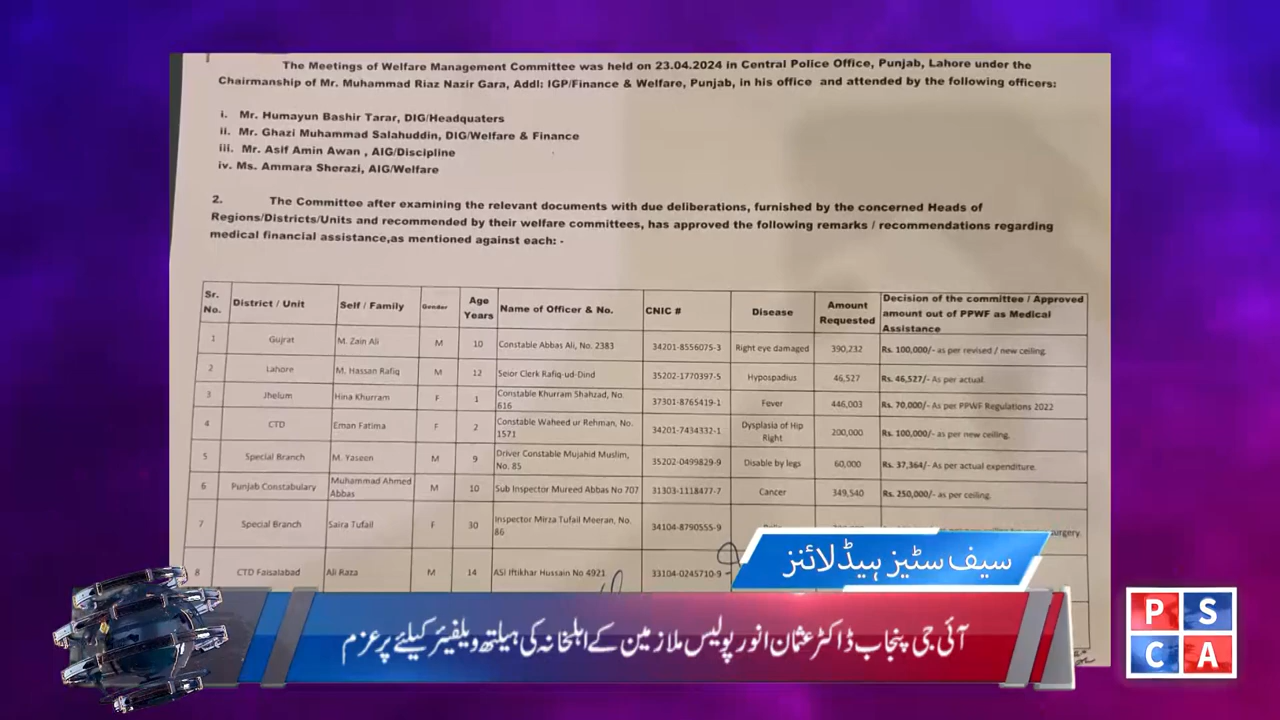 The Meetings of Welfare Management Committee was held on 23.04.2024 in Central Police Office, Punjab, Lahore under the
Chairmanship of Mr. Muhammad Riaz Nazir Gara, Addl: IGP/Finance & Welfare, Punjab, in his office and attended by the following officers:
i. Mr. Humayun Bashir Tarar, DIG/Headquaters
ii. Mr. Ghazi Muhammad Salahuddin, DIG/Welfare & Finance
iii. Mr. Asif Amin Awan , AIG/Discipline
iv. Ms. Ammara Sherazi, AIG/Welfare
2. The Committee after examining the relevant documents with due deliberations, furnished by the concerned Heads of
Regions/Districts/Units and recommended by their welfare committees, has approved the following remarks / recommendations regarding
medical financial assistance,as mentioned against each: -
Sr. No. District / Unit Self / Family Gender Age Years Name of Officer & No. CNIC # Disease Amount Requested Decision of the committee / Approved amount out of PPWF as Medical Assistance
1 Gujrat M. Zain Ali M 10 Constable Abbas Ali, No. 2383 34201-8556075-3 Right eye damaged 390,232 Rs. 100,000/- as per revised / new ceiling.
2 Lahore M. Hassan Rafiq M 12 Seior Clerk Rafiq-ud-Dind 35202-1770397-5 Hypospadius 46,527 Rs. 46,527/- As per actual.
3 Jhelum Hina Khurram F 1 Constable Khurram Shahzad, No. 616 37301-8765419-1 Fever 446,003 Rs. 70,000/- As per PPWF Regulations 2022
4 CTD Eman Fatima F 2 Constable Waheed ur Rehman, No. 1571 34201-7434332-1 Dysplasia of Hip Right 200,000 Rs. 100,000/- as per new ceiling.
5 Special Branch M. Yaseen M 9 Driver Constable Mujahid Muslim, No. 85 35202-0499829-9 Disable by legs 60,000 Rs. 37,364/- As per actual expenditure.
6 Punjab Constabulary Muhammad Ahmed Abbas M 10 Sub Inspector Mureed Abbas No 707 31303-1118477-7 Cancer 349,540 Rs. 250,000/- as per ceiling.
7 Special Branch Saira Tufail F 30 Inspector Mirza Tufail Meeran, No. 86 34104-8790555-9 surgery.
8 CTD Faisalabad Ali Raza M 14 ASI Iftikhar Hussain No 4921 33104-0245710-9
سیف سٹیز ہیڈلائنز
آئی جی پنجاب ڈاکٹر عثمان انور پولیس ملازمین کے اہلخانہ کی ہیلتھ ویلفیئر کیلئے پرعزم
P S
C A